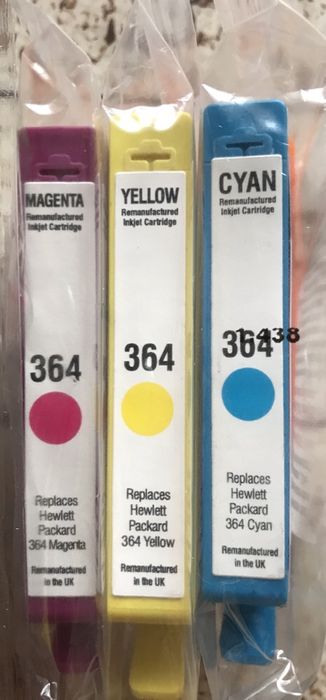 MAGENTA
Remanufactured
Inkjet Cartridge
364
Replaces
Hewlett
Packard
364 Magenta
Remanufactured
in the UK
YELLOW
Remanufactured
Inkjet Cartridge
364
Replaces
Hewlett
Packard
364 Yellow
Remanufactured
in the UK
CYAN
Remanufactured
Inkjet Cartridge
364
Replaces
Hewlett
Packard
364 Cyan
Remanufactured
in the UK